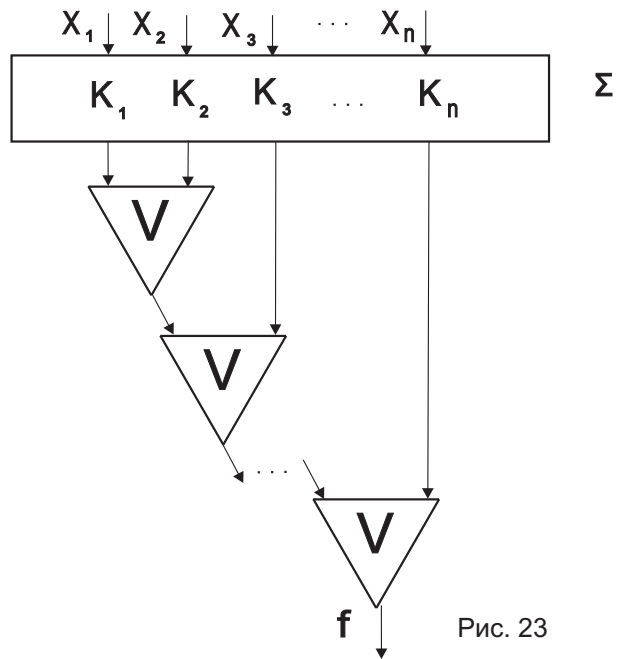 X₁ X₂ X₃ ... Xₙ
K₁ K₂ K₃ ... Kₙ Σ
V
V
...
V
f
Рис. 23